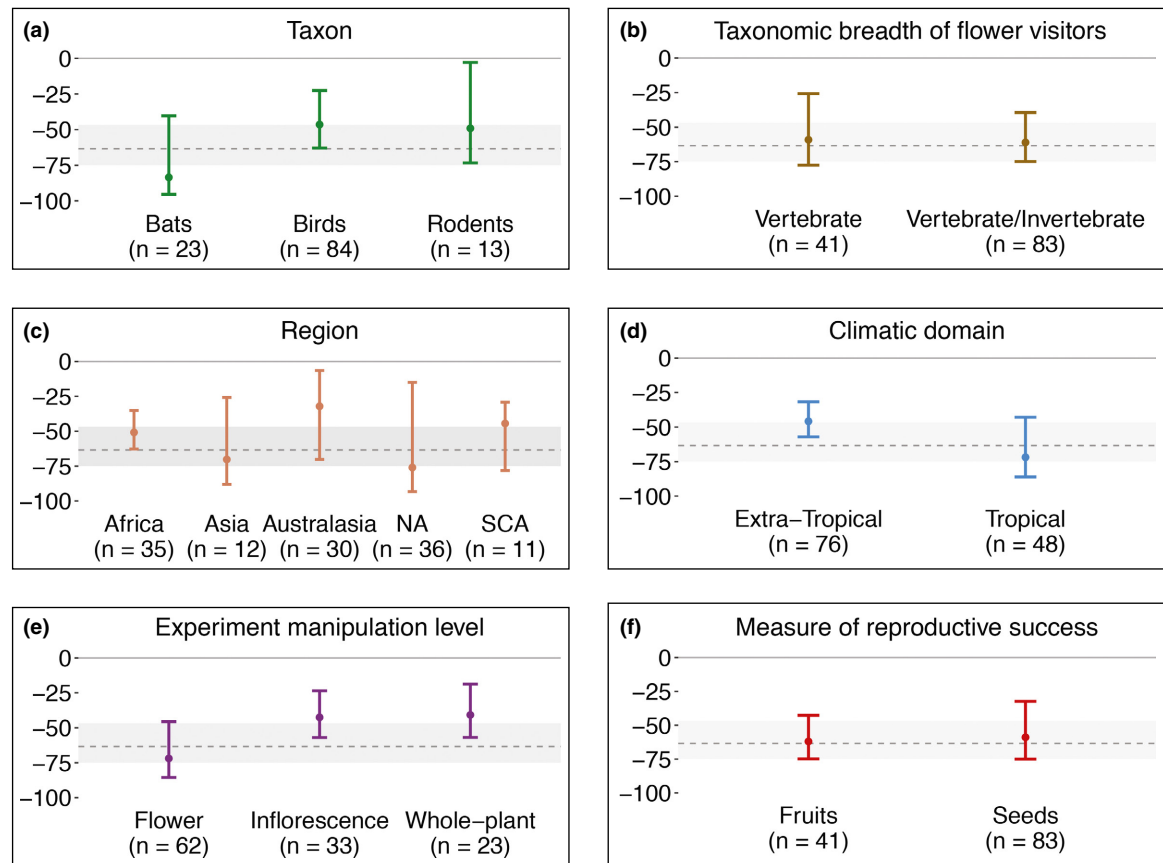 (a) Taxon
0
−25
−50
−75
−100
Bats Birds Rodents
(n = 23) (n = 84) (n = 13)
(b) Taxonomic breadth of flower visitors
0
−25
−50
−75
−100
Vertebrate Vertebrate/Invertebrate
(n = 41) (n = 83)
(c) Region
0
−25
−50
−75
−100
Africa Asia Australasia NA SCA
(n = 35) (n = 12) (n = 30) (n = 36) (n = 11)
(d) Climatic domain
0
−25
−50
−75
−100
Extra−Tropical Tropical
(n = 76) (n = 48)
(e) Experiment manipulation level
0
−25
−50
−75
−100
Flower Inflorescence Whole−plant
(n = 62) (n = 33) (n = 23)
(f) Measure of reproductive success
0
−25
−50
−75
−100
Fruits Seeds
(n = 41) (n = 83)